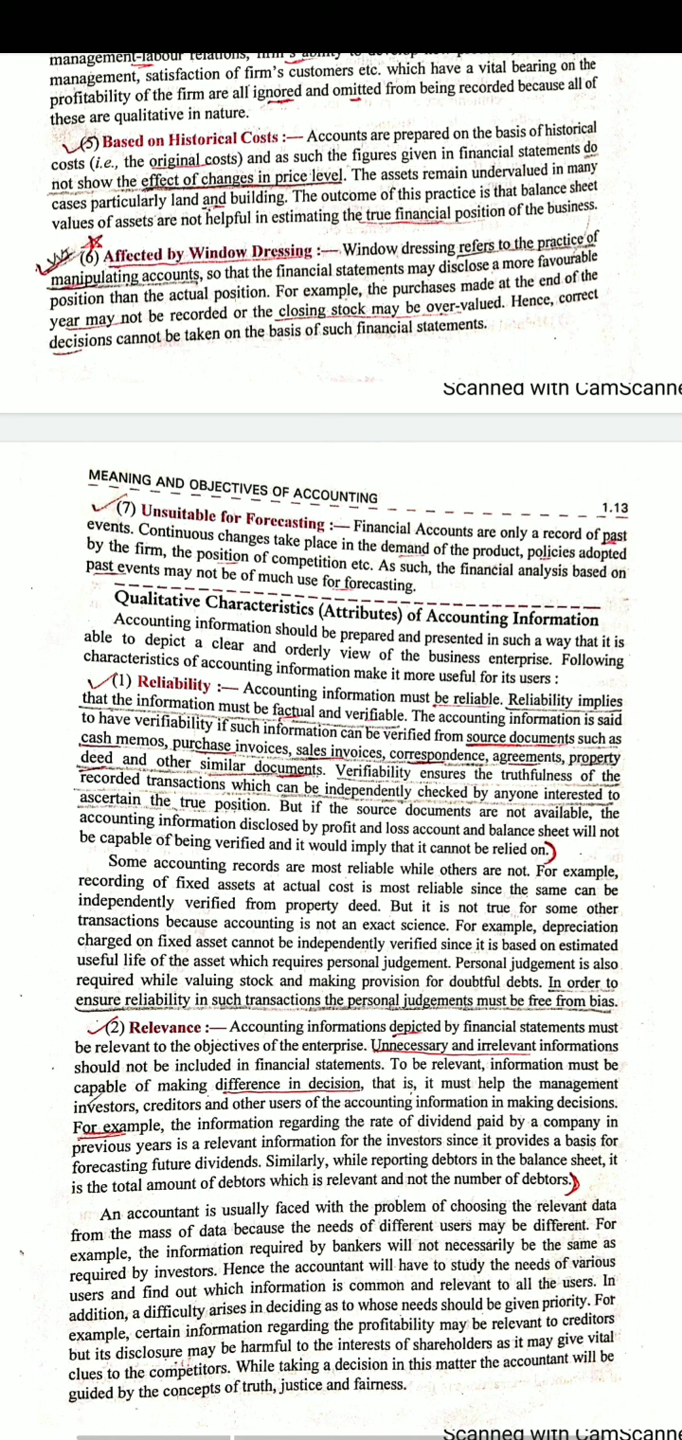 management-labour relations, firm's ability to develop new
management, satisfaction of firm's customers etc. which have a vital bearing on the
profitability of the firm are all ignored and omitted from being recorded because all of
these are qualitative in nature.
(5) Based on Historical Costs :— Accounts are prepared on the basis of historical
costs (i.e., the original costs) and as such the figures given in financial statements do
not show the effect of changes in price level. The assets remain undervalued in many
cases particularly land and building. The outcome of this practice is that balance sheet
values of assets are not helpful in estimating the true financial position of the business.
(6) Affected by Window Dressing :— Window dressing refers to the practice of
manipulating accounts, so that the financial statements may disclose a more favourable
position than the actual position. For example, the purchases made at the end of the
year may not be recorded or the closing stock may be over-valued. Hence, correct
decisions cannot be taken on the basis of such financial statements.
Scanned with CamScanne
MEANING AND OBJECTIVES OF ACCOUNTING
1.13
(7) Unsuitable for Forecasting :— Financial Accounts are only a record of past
events. Continuous changes take place in the demand of the product, policies adopted
by the firm, the position of competition etc. As such, the financial analysis based on
past events may not be of much use for forecasting.
Qualitative Characteristics (Attributes) of Accounting Information
Accounting information should be prepared and presented in such a way that it is
able to depict a clear and orderly view of the business enterprise. Following
characteristics of accounting information make it more useful for its users :
(1) Reliability :— Accounting information must be reliable. Reliability implies
that the information must be factual and verifiable. The accounting information is said
to have verifiability if such information can be verified from source documents such as
cash memos, purchase invoices, sales invoices, correspondence, agreements, property
deed and other similar documents. Verifiability ensures the truthfulness of the
recorded transactions which can be independently checked by anyone interested to
ascertain the true position. But if the source documents are not available, the
accounting information disclosed by profit and loss account and balance sheet will not
be capable of being verified and it would imply that it cannot be relied on.
Some accounting records are most reliable while others are not. For example,
recording of fixed assets at actual cost is most reliable since the same can be
independently verified from property deed. But it is not true for some other
transactions because accounting is not an exact science. For example, depreciation
charged on fixed asset cannot be independently verified since it is based on estimated
useful life of the asset which requires personal judgement. Personal judgement is also
required while valuing stock and making provision for doubtful debts. In order to
ensure reliability in such transactions the personal judgements must be free from bias.
(2) Relevance :— Accounting informations depicted by financial statements must
be relevant to the objectives of the enterprise. Unnecessary and irrelevant informations
should not be included in financial statements. To be relevant, information must be
capable of making difference in decision, that is, it must help the management
investors, creditors and other users of the accounting information in making decisions.
For example, the information regarding the rate of dividend paid by a company in
previous years is a relevant information for the investors since it provides a basis for
forecasting future dividends. Similarly, while reporting debtors in the balance sheet, it
is the total amount of debtors which is relevant and not the number of debtors.
An accountant is usually faced with the problem of choosing the relevant data
from the mass of data because the needs of different users may be different. For
example, the information required by bankers will not necessarily be the same as
required by investors. Hence the accountant will have to study the needs of various
users and find out which information is common and relevant to all the users. In
addition, a difficulty arises in deciding as to whose needs should be given priority. For
example, certain information regarding the profitability may be relevant to creditors
but its disclosure may be harmful to the interests of shareholders as it may give vital
clues to the competitors. While taking a decision in this matter the accountant will be
guided by the concepts of truth, justice and fairness.
Scanned with CamScann